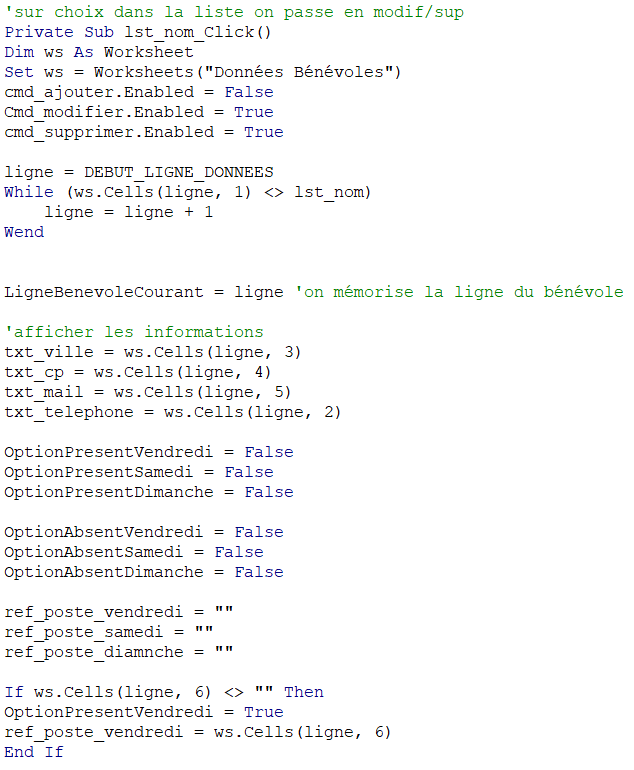 'sur choix dans la liste on passe en modif/sup
Private Sub lst_nom_Click()
Dim ws As Worksheet
Set ws = Worksheets("Données Bénévoles")
cmd_ajouter.Enabled = False
Cmd_modifier.Enabled = True
cmd_supprimer.Enabled = True
ligne = DEBUT_LIGNE_DONNEES
While (ws.Cells(ligne, 1) <> lst_nom)
    ligne = ligne + 1
Wend
LigneBenevoleCourant = ligne 'on mémorise la ligne du bénévole
'afficher les informations
txt_ville = ws.Cells(ligne, 3)
txt_cp = ws.Cells(ligne, 4)
txt_mail = ws.Cells(ligne, 5)
txt_telephone = ws.Cells(ligne, 2)
OptionPresentVendredi = False
OptionPresentSamedi = False
OptionPresentDimanche = False
OptionAbsentVendredi = False
OptionAbsentSamedi = False
OptionAbsentDimanche = False
ref_poste_vendredi = ""
ref_poste_samedi = ""
ref_poste_diamnche = ""
If ws.Cells(ligne, 6) <> "" Then
OptionPresentVendredi = True
ref_poste_vendredi = ws.Cells(ligne, 6)
End If